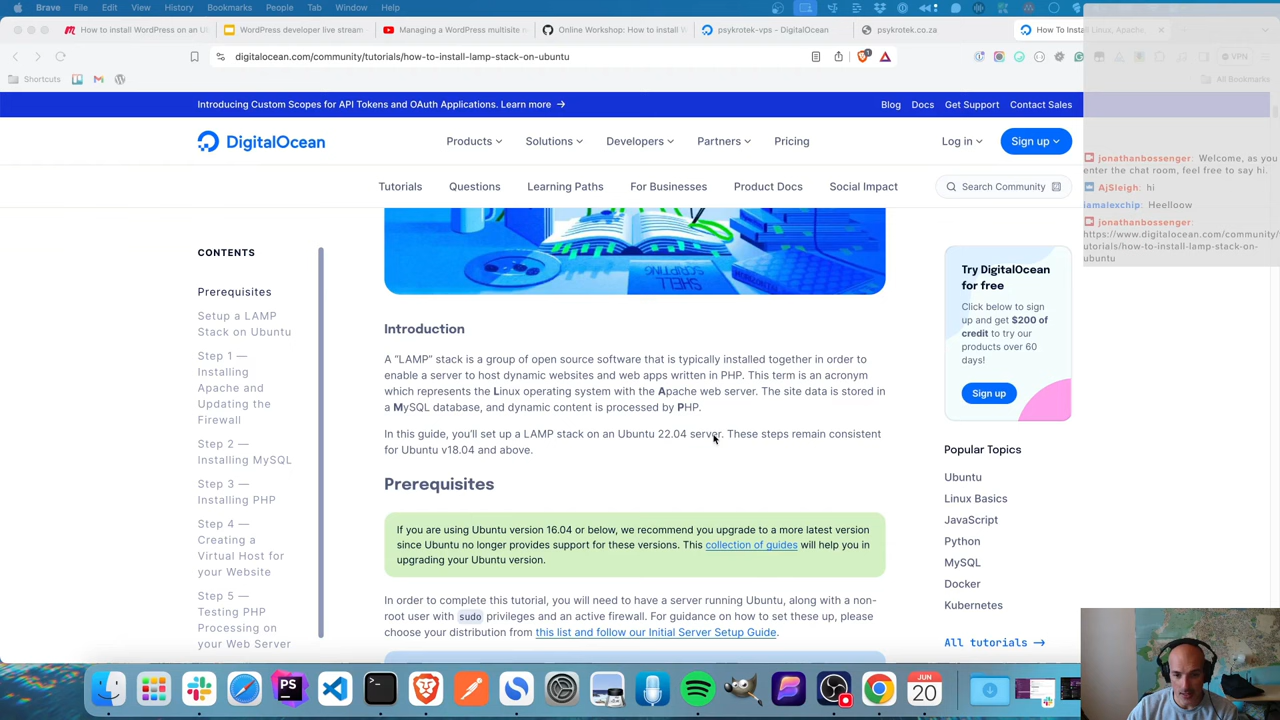 Brave File Edit View History Bookmarks People Tab Window Help
How to install WordPress on an U
WordPress developer live stream
Managing a WordPress multisite n
Online Workshop: How to install W
psykrotek-vps - DigitalOcean
psykrotek.co.za
How To Install Linux, Apache,
digitalocean.com/community/tutorials/how-to-install-lamp-stack-on-ubuntu
VPN
Shortcuts
All Bookmarks
Introducing Custom Scopes for API Tokens and OAuth Applications. Learn more →
Blog Docs Get Support Contact Sales
DigitalOcean
Products Solutions Developers Partners Pricing
Log in Sign up
Tutorials Questions Learning Paths For Businesses Product Docs Social Impact
Search Community
jonathanbossenger: Welcome, as you
enter the chat room, feel free to say hi.
AjSleigh: hi
iamalexchip: Heelloow
jonathanbossenger:
https://www.digitalocean.com/community/
utorials/how-to-install-lamp-stack-on-
ubuntu
CONTENTS
Prerequisites
Setup a LAMP
Stack on Ubuntu
Step 1 —
Installing
Apache and
Updating the
Firewall
Step 2 —
Installing MySQL
Step 3 —
Installing PHP
Step 4 —
Creating a
Virtual Host for
your Website
Step 5 —
Testing PHP
Processing on
your Web Server
SCRIPTING
SHELL
Introduction
A “LAMP” stack is a group of open source software that is typically installed together in order to
enable a server to host dynamic websites and web apps written in PHP. This term is an acronym
which represents the Linux operating system with the Apache web server. The site data is stored in
a MySQL database, and dynamic content is processed by PHP.
In this guide, you’ll set up a LAMP stack on an Ubuntu 22.04 server. These steps remain consistent
for Ubuntu v18.04 and above.
Prerequisites
If you are using Ubuntu version 16.04 or below, we recommend you upgrade to a more latest version
since Ubuntu no longer provides support for these versions. This collection of guides will help you in
upgrading your Ubuntu version.
In order to complete this tutorial, you will need to have a server running Ubuntu, along with a non-
root user with sudo privileges and an active firewall. For guidance on how to set these up, please
choose your distribution from this list and follow our Initial Server Setup Guide.
Try DigitalOcean
for free
Click below to sign
up and get $200 of
credit to try our
products over 60
days!
Sign up
Popular Topics
Ubuntu
Linux Basics
JavaScript
Python
MySQL
Docker
Kubernetes
All tutorials →
PS
JUN
20